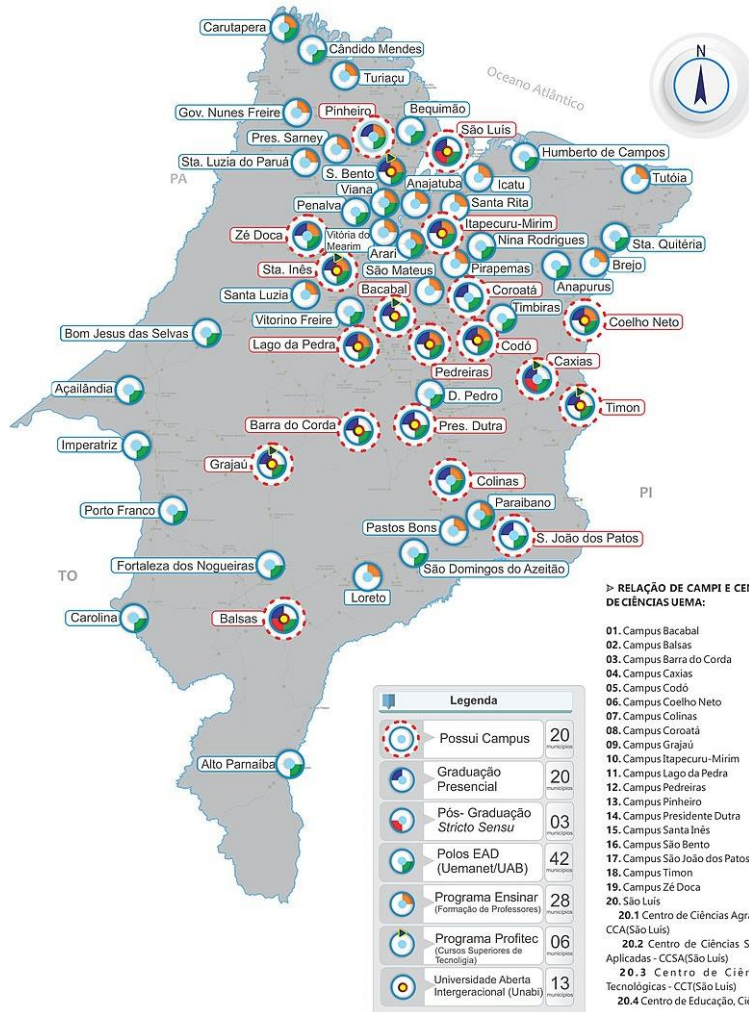 N
Oceano Atlântico
Carutapera
Cândido Mendes
Turiaçu
Gov. Nunes Freire
Pinheiro
Bequimão
São Luís
Pres. Sarney
Humberto de Campos
Sta. Luzia do Paruá
PA
S. Bento
Anajatuba
Icatu
Tutóia
Viana
Penalva
Santa Rita
Zé Doca
Vitória do
Mearim
Itapecuru-Mirim
Arari
Nina Rodrigues
Sta. Quitéria
Sta. Inês
São Mateus
Pirapemas
Brejo
Anapurus
Santa Luzia
Bacabal
Coroatá
Vitorino Freire
Timbiras
Coelho Neto
Bom Jesus das Selvas
Lago da Pedra
Codó
Pedreiras
Caxias
Açailândia
D. Pedro
Timon
Imperatriz
Barra do Corda
Pres. Dutra
Grajaú
Colinas
PI
Porto Franco
Paraibano
Pastos Bons
S. João dos Patos
Fortaleza dos Nogueiras
São Domingos do Azeitão
TO
Loreto
Carolina
Balsas
Alto Parnaíba
> RELAÇÃO DE CAMPI E CEN
DE CIÊNCIAS UEMA:
01. Campus Bacabal
02. Campus Balsas
03. Campus Barra do Corda
04. Campus Caxias
05. Campus Codó
06. Campus Coelho Neto
07. Campus Colinas
08. Campus Coroatá
09. Campus Grajaú
10. Campus Itapecuru-Mirim
11. Campus Lago da Pedra
12. Campus Pedreiras
13. Campus Pinheiro
14. Campus Presidente Dutra
15. Campus Santa Inês
16. Campus São Bento
17. Campus São João dos Patos
18. Campus Timon
19. Campus Zé Doca
20. São Luís
20.1 Centro de Ciências Agrá
CCA(São Luís)
20.2 Centro de Ciências S
Aplicadas - CCSA(São Luís)
20.3 Centro de Ciên
Tecnológicas - CCT(São Luís)
20.4 Centro de Educação, Ciê
Legenda
Possui Campus 20 municípios
Graduação
Presencial 20 municípios
Pós- Graduação
Stricto Sensu 03 municípios
Polos EAD
(Uemanet/UAB) 42 municípios
Programa Ensinar
(Formação de Professores) 28 municípios
Programa Profitec
(Cursos Superiores de
Tecnoligia) 06 municípios
Universidade Aberta
Intergeracional (Unabi) 13 municípios